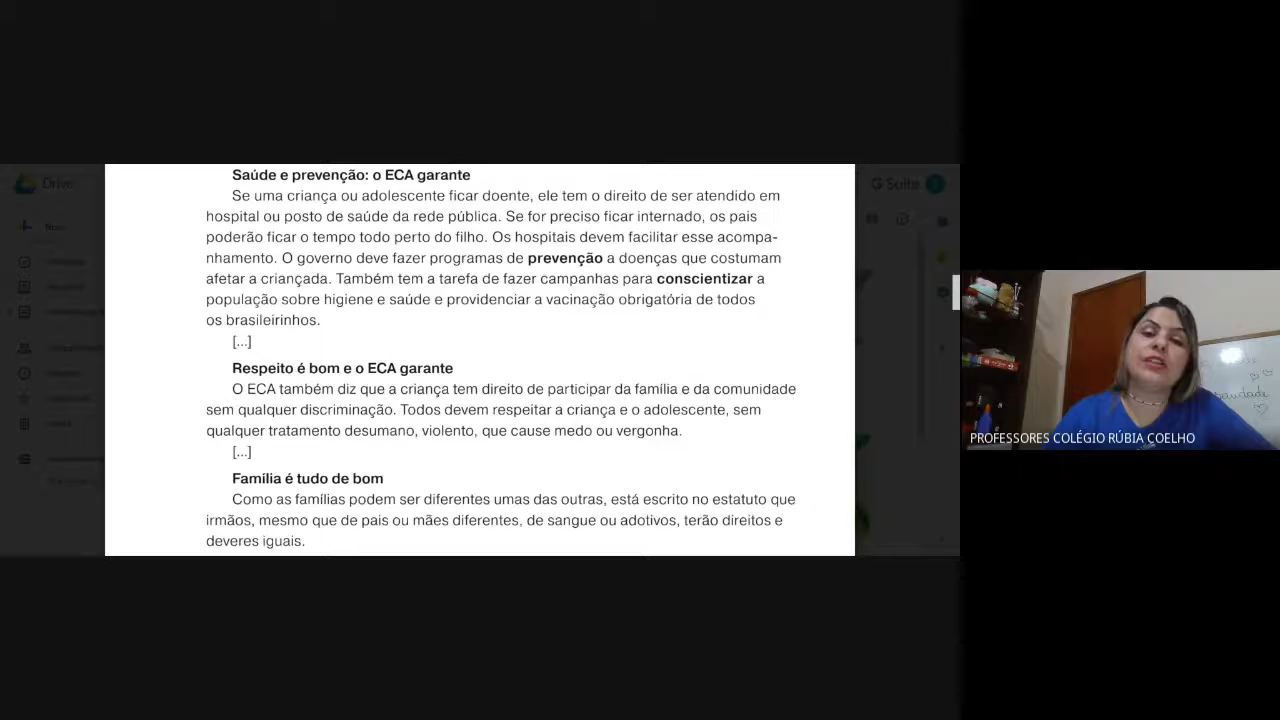 Saúde e prevenção: o ECA garante
Se uma criança ou adolescente ficar doente, ele tem o direito de ser atendido em
hospital ou posto de saúde da rede pública. Se for preciso ficar internado, os pais
poderão ficar o tempo todo perto do filho. Os hospitais devem facilitar esse acompa-
nhamento. O governo deve fazer programas de prevenção a doenças que costumam
afetar a criançada. Também tem a tarefa de fazer campanhas para conscientizar a
população sobre higiene e saúde e providenciar a vacinação obrigatória de todos
os brasileirinhos.
[...]
Respeito é bom e o ECA garante
O ECA também diz que a criança tem direito de participar da família e da comunidade
sem qualquer discriminação. Todos devem respeitar a criança e o adolescente, sem
qualquer tratamento desumano, violento, que cause medo ou vergonha.
[...]
Família é tudo de bom
Como as famílias podem ser diferentes umas das outras, está escrito no estatuto que
irmãos, mesmo que de pais ou mães diferentes, de sangue ou adotivos, terão direitos e
deveres iguais.
Drive
G Suite
PROFESSORES COLÉGIO RÚBIA COELHO